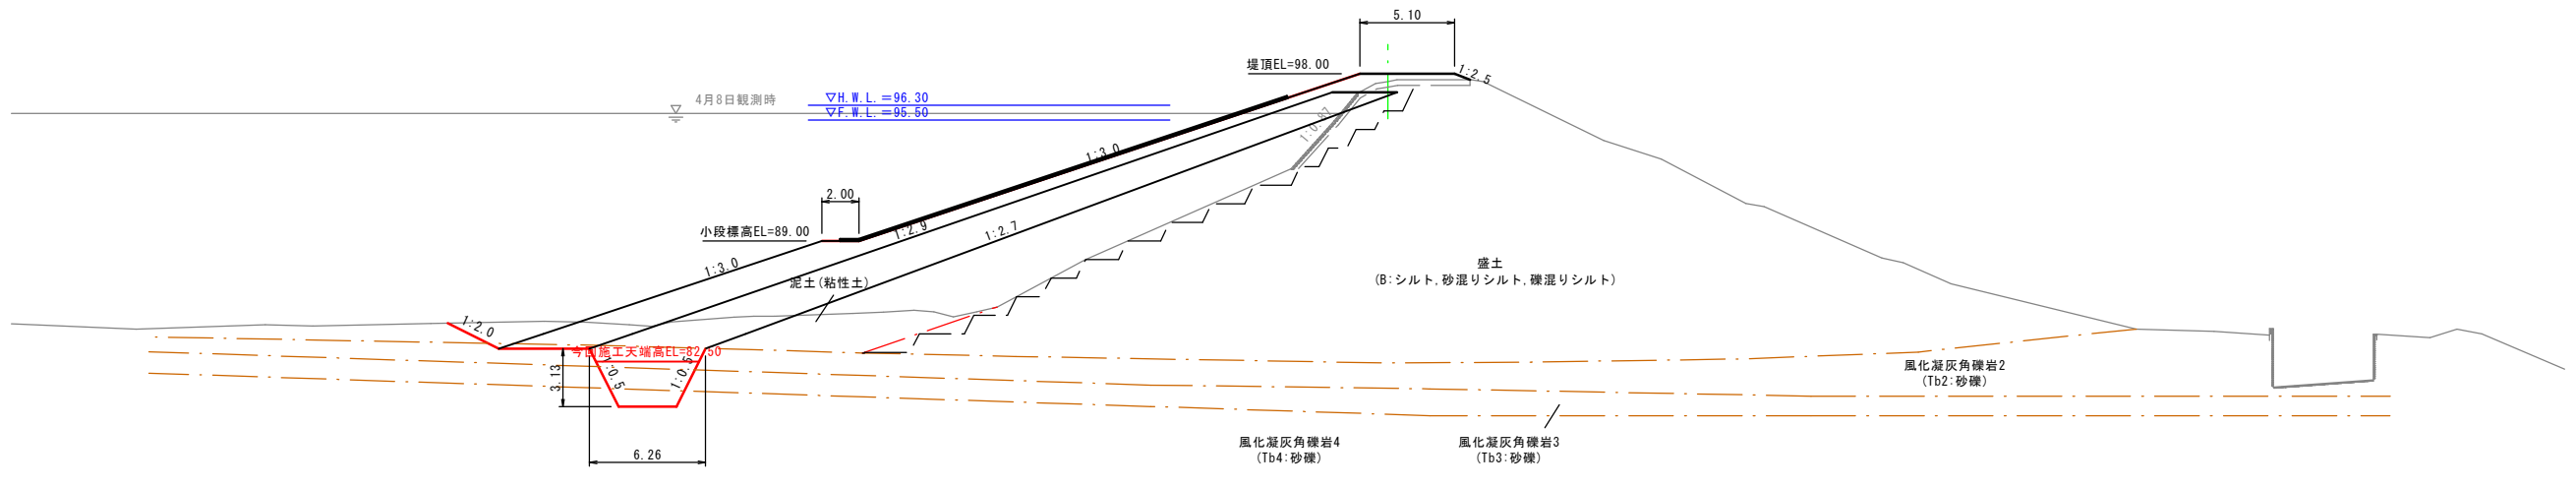 5.10
堤頂EL=98.00
1:2.5
4月8日観測時
▽H.W.L.=96.30
▽F.W.L.=95.50
1:0.97
1:3.0
2.00
小段標高EL=89.00
1:2.9
1:2.7
1:3.0
泥土(粘性土)
盛土
(B:シルト,砂混りシルト,礫混りシルト)
1:2.0
今回施工天端高EL=82.50
3.13
1:0.5
1:0.5
6.26
風化凝灰角礫岩2
(Tb2:砂礫)
風化凝灰角礫岩4
(Tb4:砂礫)
風化凝灰角礫岩3
(Tb3:砂礫)